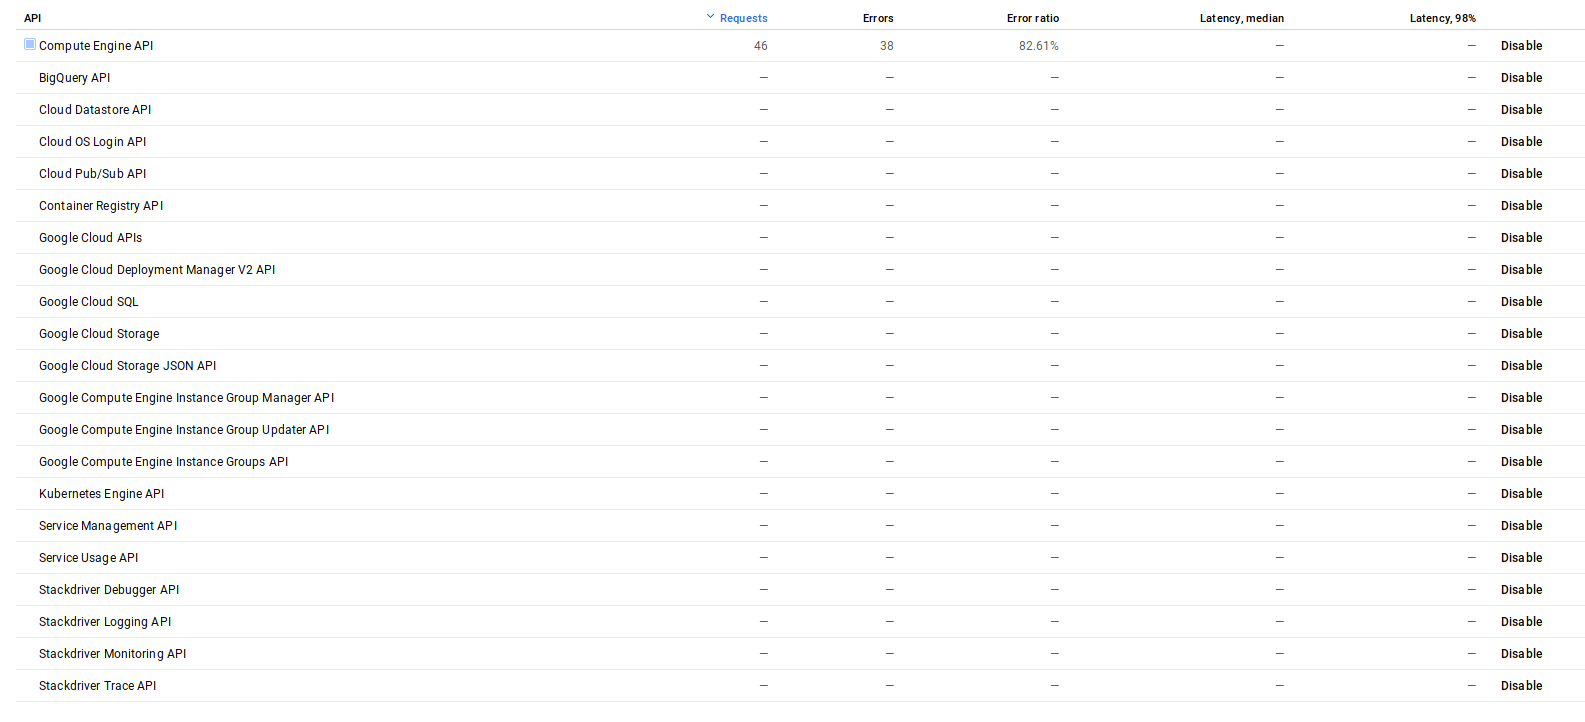 API Requests Errors Error ratio Latency, median Latency, 98%
Compute Engine API 46 38 82.61% — — Disable
BigQuery API — — — — — Disable
Cloud Datastore API — — — — — Disable
Cloud OS Login API — — — — — Disable
Cloud Pub/Sub API — — — — — Disable
Container Registry API — — — — — Disable
Google Cloud APIs — — — — — Disable
Google Cloud Deployment Manager V2 API — — — — — Disable
Google Cloud SQL — — — — — Disable
Google Cloud Storage — — — — — Disable
Google Cloud Storage JSON API — — — — — Disable
Google Compute Engine Instance Group Manager API — — — — — Disable
Google Compute Engine Instance Group Updater API — — — — — Disable
Google Compute Engine Instance Groups API — — — — — Disable
Kubernetes Engine API — — — — — Disable
Service Management API — — — — — Disable
Service Usage API — — — — — Disable
Stackdriver Debugger API — — — — — Disable
Stackdriver Logging API — — — — — Disable
Stackdriver Monitoring API — — — — — Disable
Stackdriver Trace API — — — — — Disable